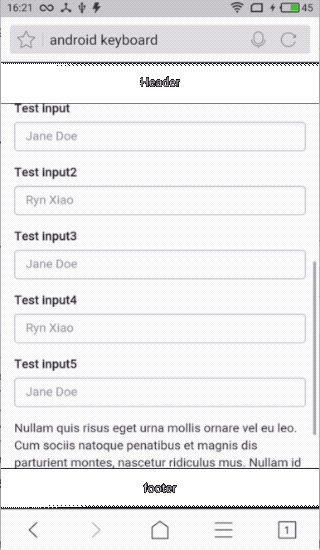 16:21 45
android keyboard
Header
Test input
Jane Doe
Test input2
Ryn Xiao
Test input3
Jane Doe
Test input4
Ryn Xiao
Test input5
Jane Doe
Nullam quis risus eget urna mollis ornare vel eu leo.
Cum sociis natoque penatibus et magnis dis
parturient montes, nascetur ridiculus mus. Nullam id
footer
1